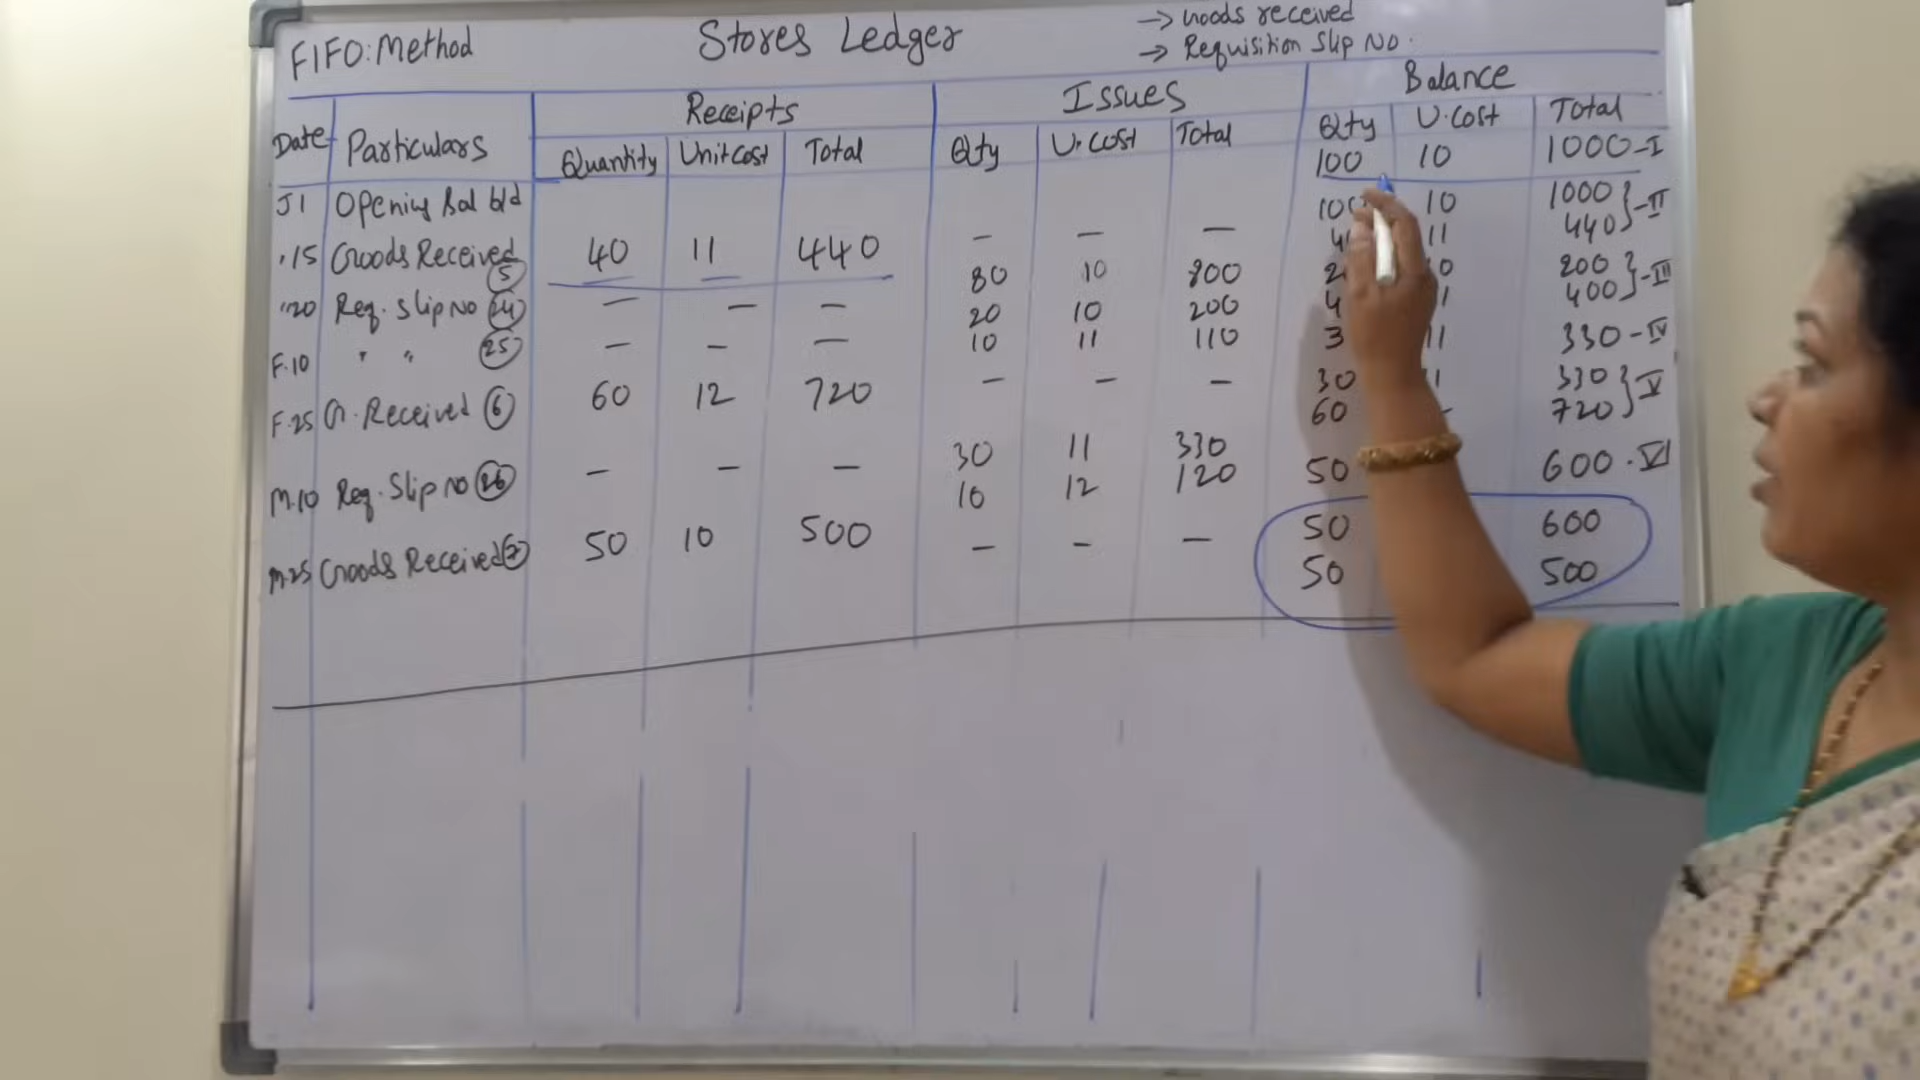 FIFO: Method Stores Ledger → Goods received
→ Requisition Slip No.
Date Particulars Receipts Issues Balance
Quantity Unit cost Total Qty U. cost Total Qty U. cost Total
J1 Opening bal b/d 100 10 1000 - I
100 10 1000
"15 Goods Received (5) 40 11 440 - - - 11 440 } - II
"20 Req. Slip No (24) - - - 80 10 800 200
400 } - III
F.10 " " (25) - - - 20 10 200
10 11 110 11 330 - IV
F.25 G. Received (6) 60 12 720 - - - 30 330
60 720 } V
M.10 Req. Slip No (26) - - - 30 11 330
10 12 120 50 600 . VI
M.25 Goods Received (7) 50 10 500 - - - 50 600
50 500